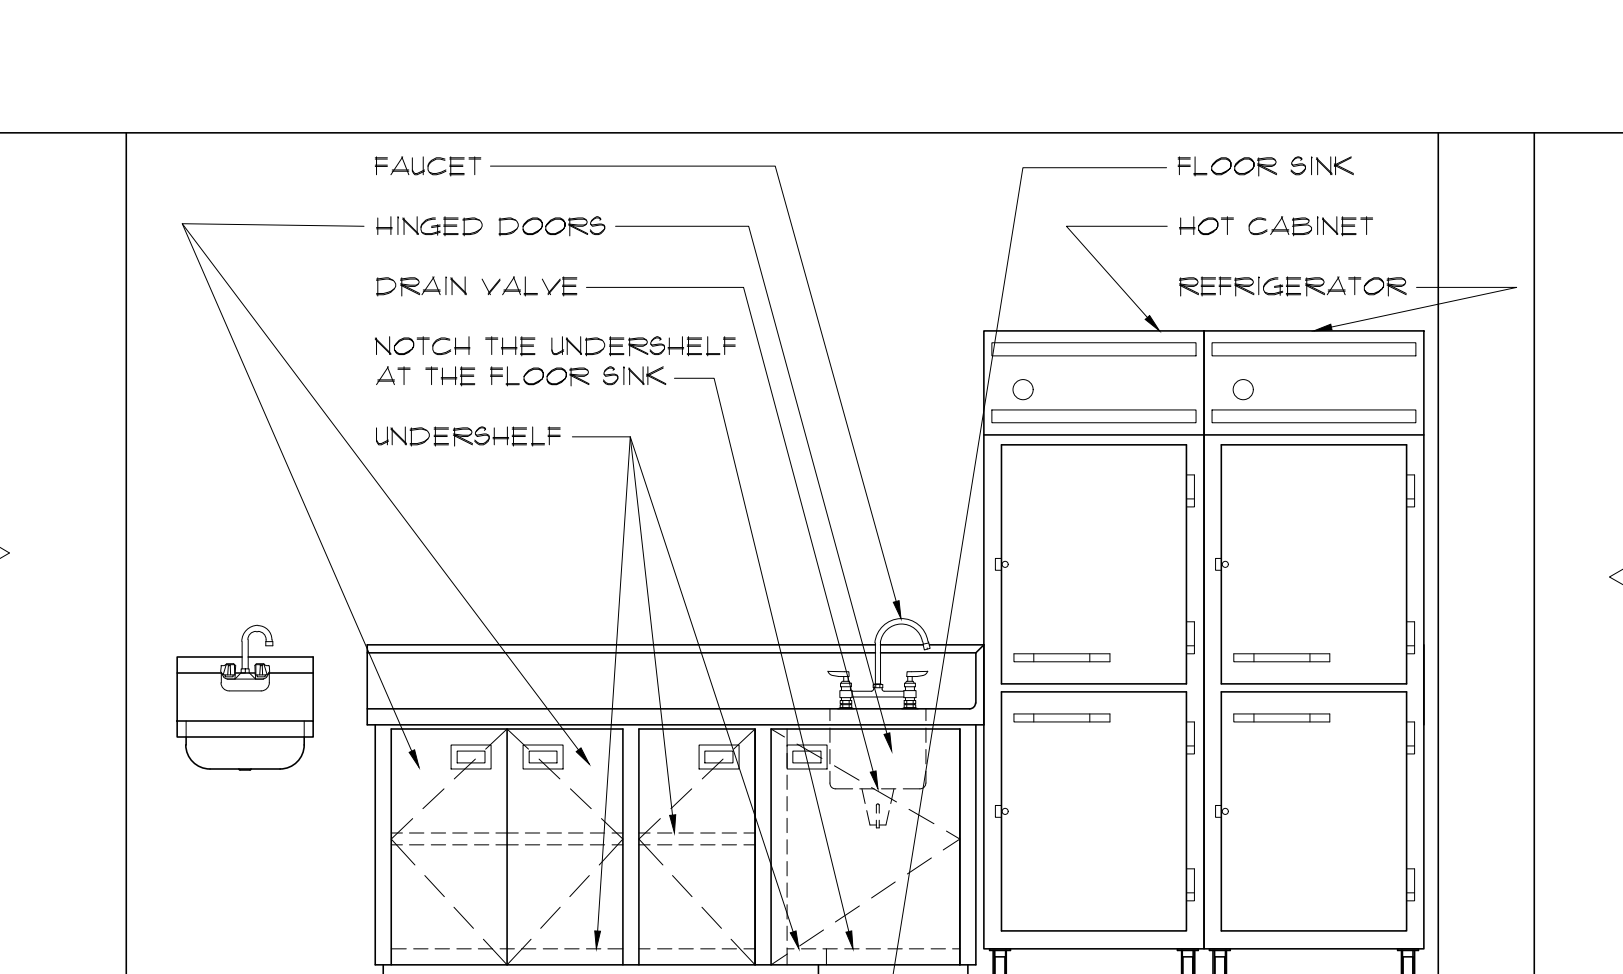 FAUCET
HINGED DOORS
DRAIN VALVE
NOTCH THE UNDERSHELF
AT THE FLOOR SINK
UNDERSHELF
FLOOR SINK
HOT CABINET
REFRIGERATOR